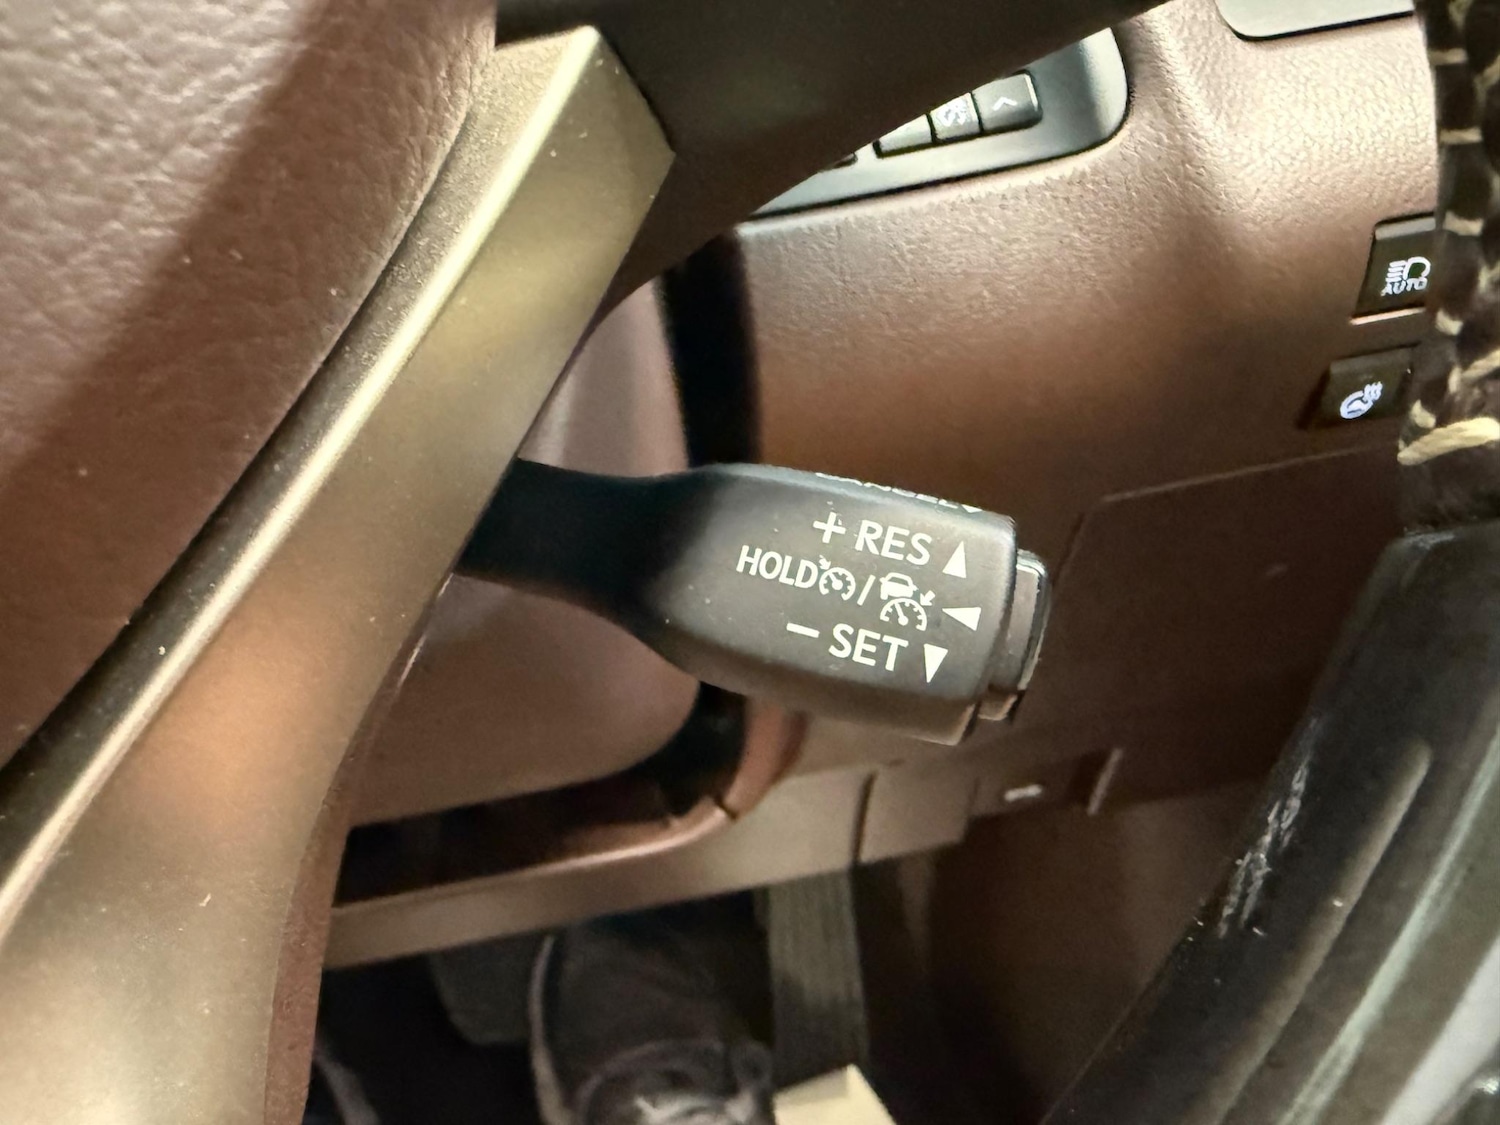 AUTO
+ RES
HOLD /
− SET